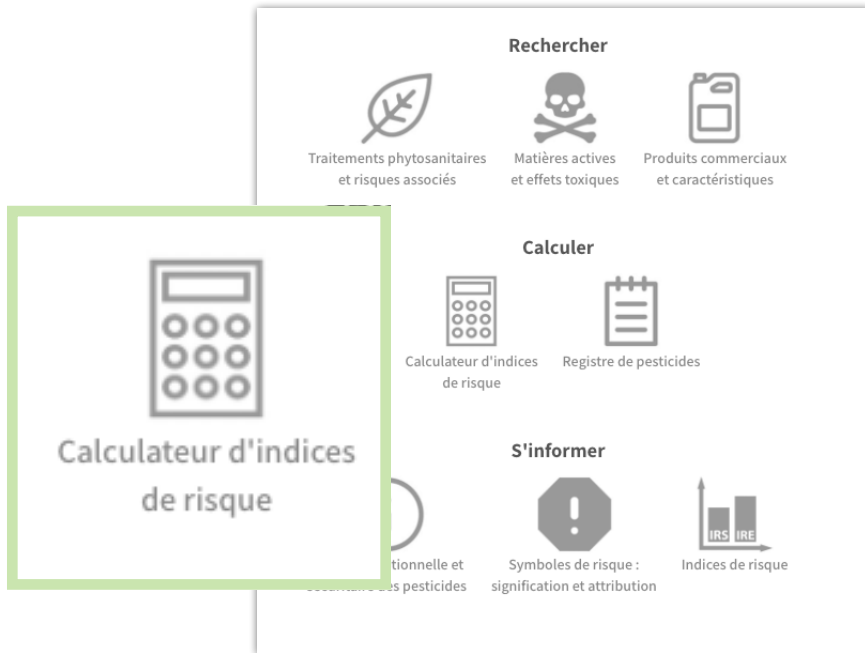 Rechercher
Traitements phytosanitaires
et risques associés
Matières actives
et effets toxiques
Produits commerciaux
et caractéristiques
Calculer
Calculateur d'indices
de risque
Registre de pesticides
Calculateur d'indices
de risque
S'informer
IRS IRE
tionnelle et
pesticides
Symboles de risque :
signification et attribution
Indices de risque